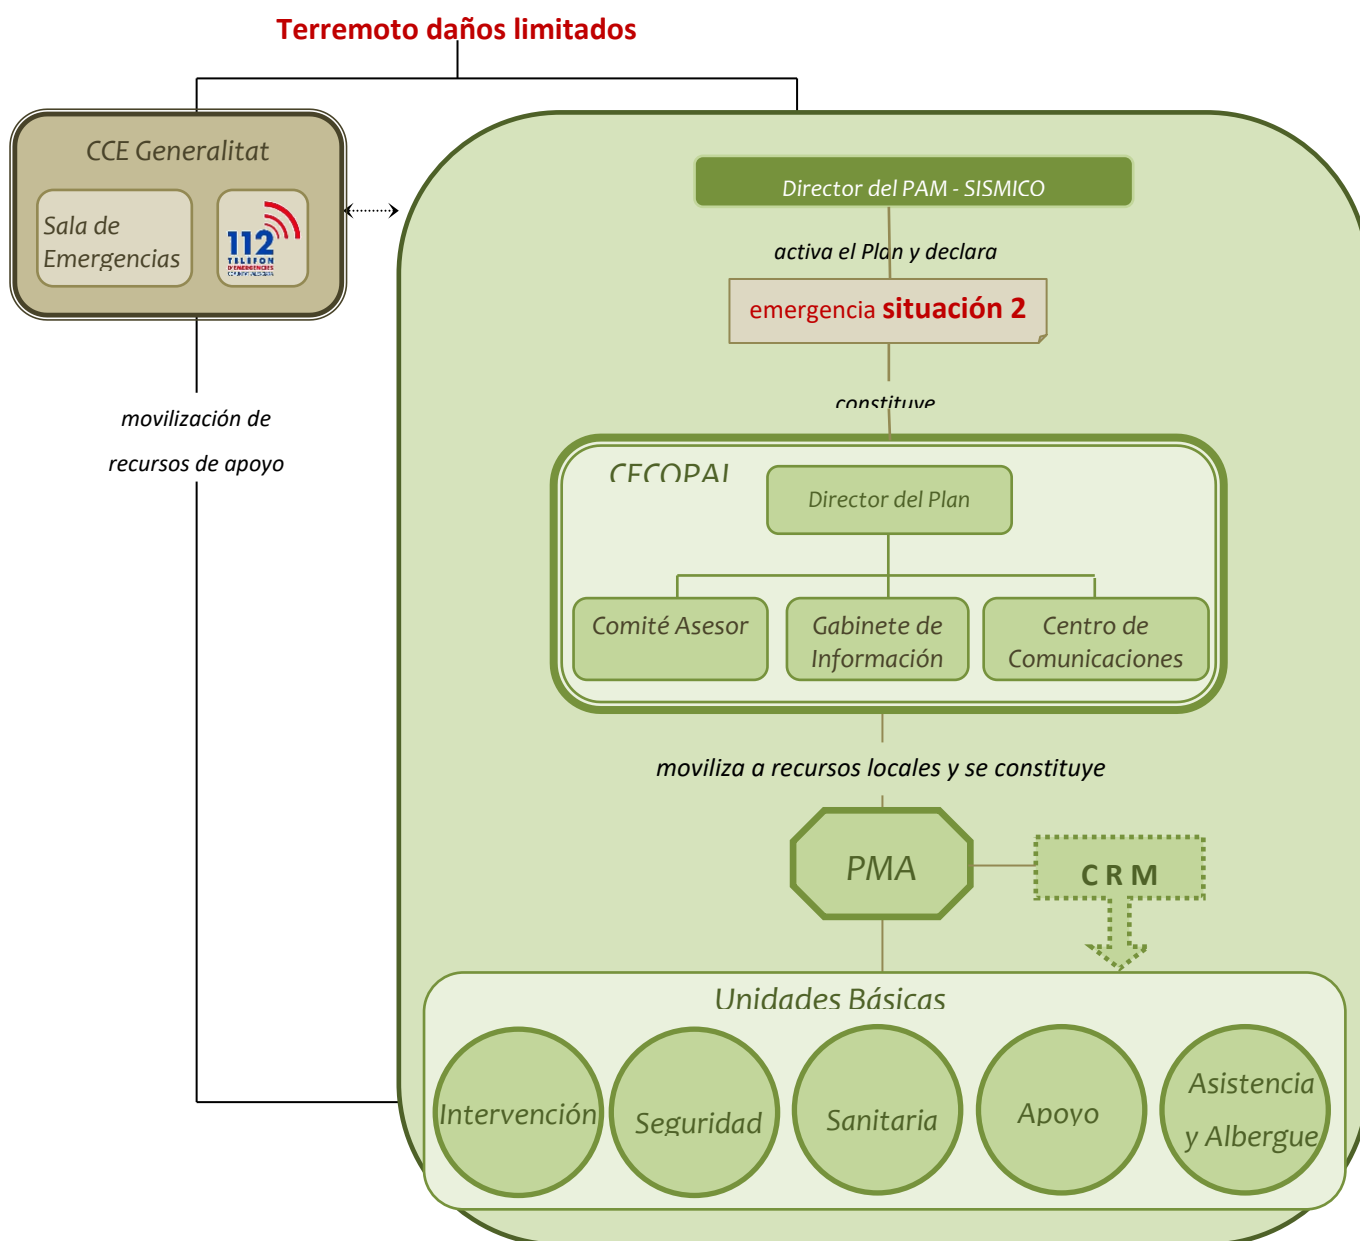 Terremoto daños limitados
CCE Generalitat
Sala de
Emergencias
112
TELEFON
D'EMERGENCIES
Director del PAM - SISMICO
activa el Plan y declara
emergencia situación 2
constituye
movilización de
recursos de apoyo
CECOPAL
Director del Plan
Comité Asesor
Gabinete de
Información
Centro de
Comunicaciones
moviliza a recursos locales y se constituye
PMA
C R M
Unidades Básicas
Intervención
Seguridad
Sanitaria
Apoyo
Asistencia
y Albergue